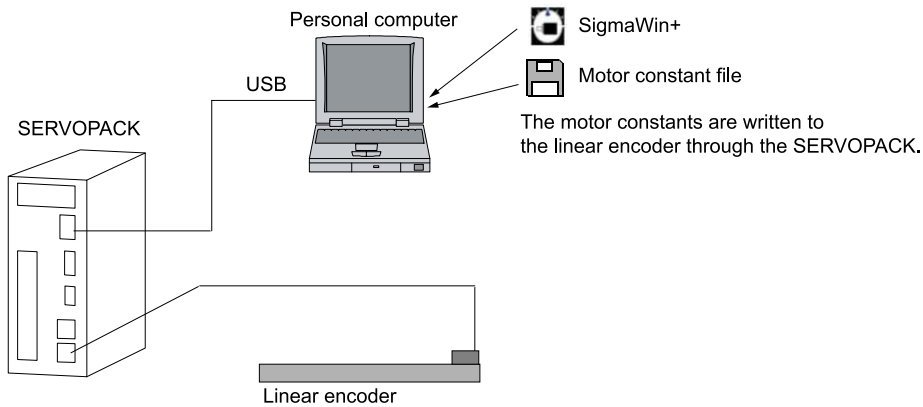 Personal computer
SigmaWin+
Motor constant file
USB
The motor constants are written to
the linear encoder through the SERVOPACK.
SERVOPACK
Linear encoder